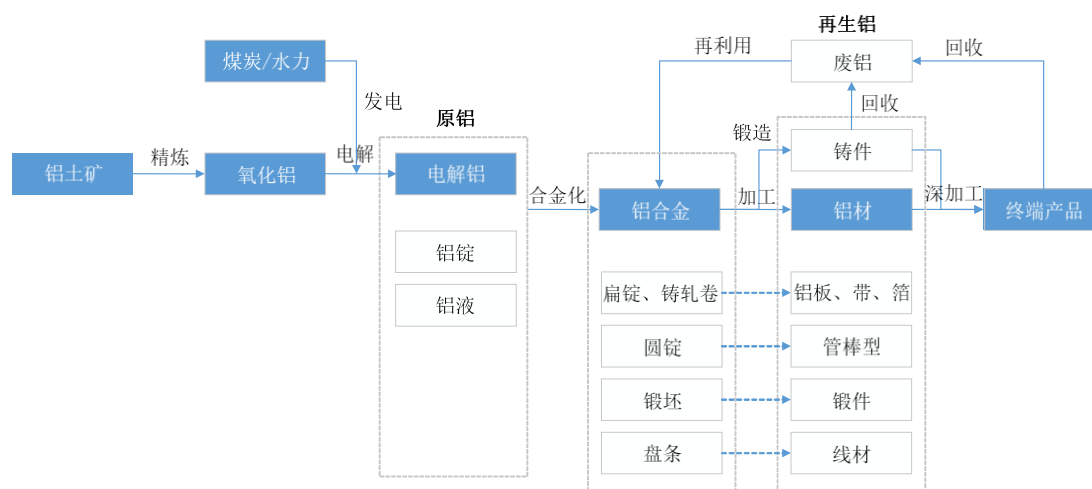 再生铝
煤炭/水力
再利用
废铝
回收
发电
原铝
回收
锻造
铸件
铝土矿
精炼
氧化铝
电解
电解铝
合金化
铝合金
加工
铝材
深加工
终端产品
铝锭
铝液
扁锭、铸轧卷
铝板、带、箔
圆锭
管棒型
锻坯
锻件
盘条
线材